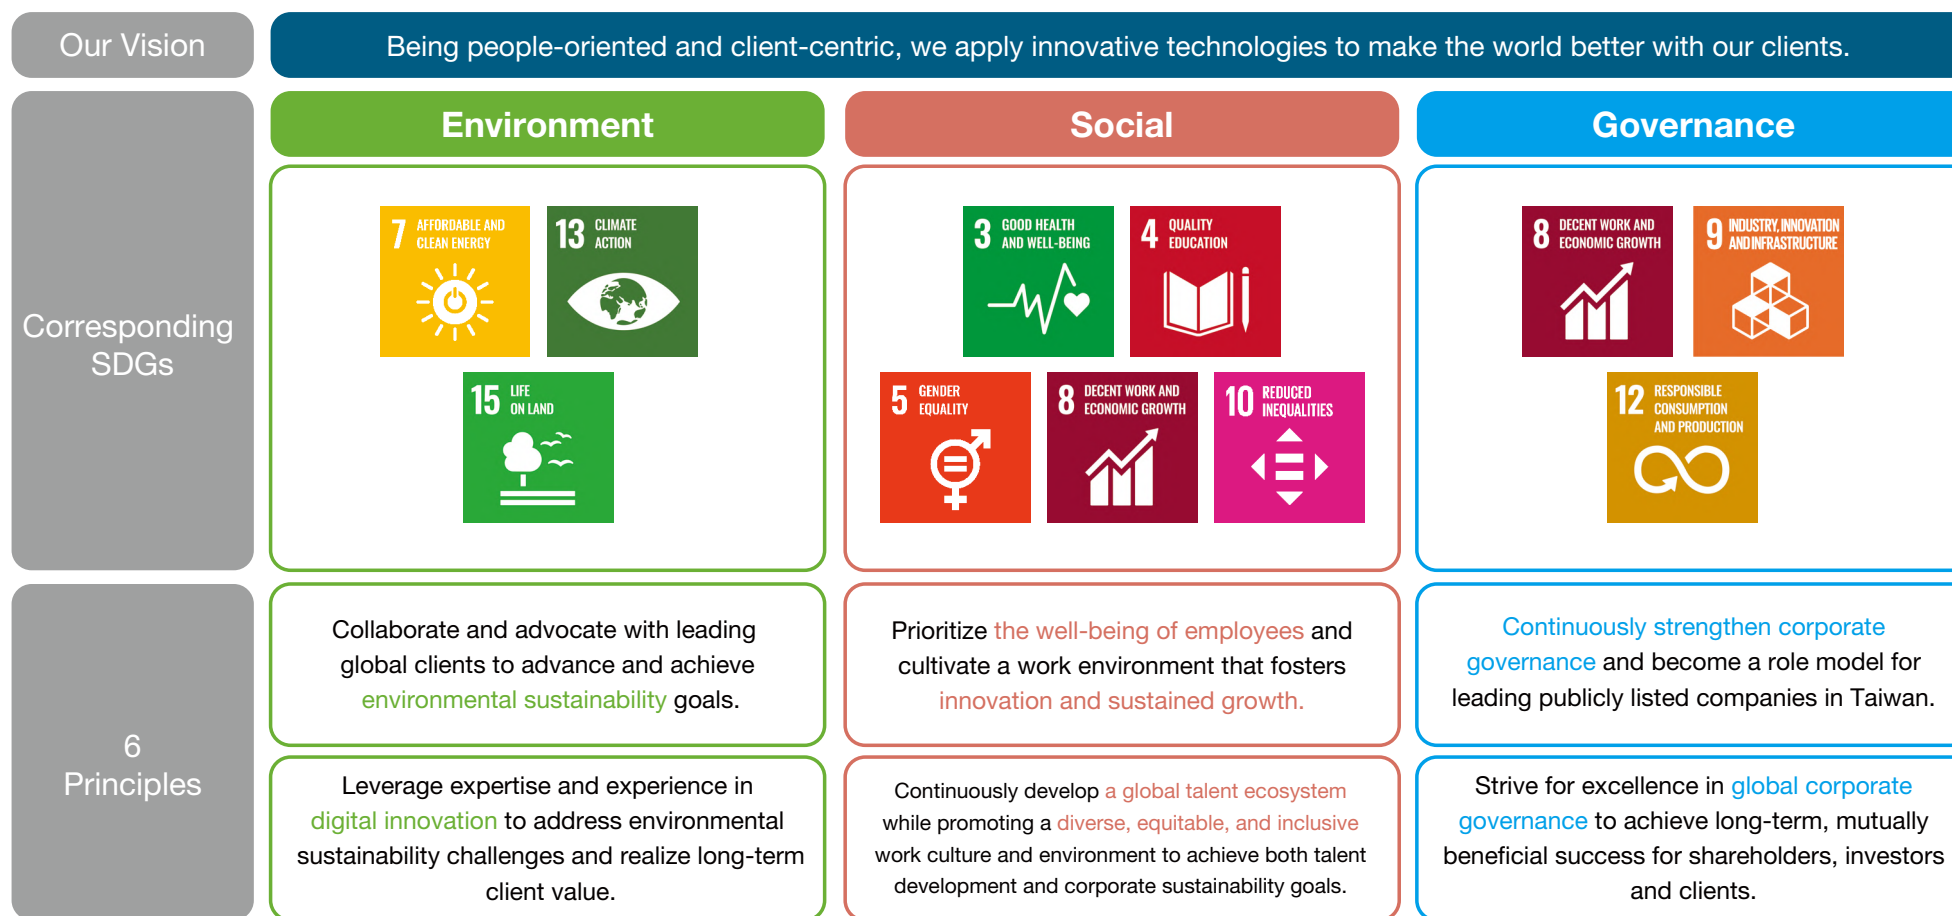 Our Vision
Being people-oriented and client-centric, we apply innovative technologies to make the world better with our clients.
Environment
Social
Governance
Corresponding
SDGs
7 AFFORDABLE AND
CLEAN ENERGY
13 CLIMATE
ACTION
15 LIFE
ON LAND
3 GOOD HEALTH
AND WELL-BEING
4 QUALITY
EDUCATION
5 GENDER
EQUALITY
8 DECENT WORK AND
ECONOMIC GROWTH
10 REDUCED
INEQUALITIES
8 DECENT WORK AND
ECONOMIC GROWTH
9 INDUSTRY, INNOVATION
AND INFRASTRUCTURE
12 RESPONSIBLE
CONSUMPTION
AND PRODUCTION
6
Principles
Collaborate and advocate with leading
global clients to advance and achieve
environmental sustainability goals.
Prioritize the well-being of employees and
cultivate a work environment that fosters
innovation and sustained growth.
Continuously strengthen corporate
governance and become a role model for
leading publicly listed companies in Taiwan.
Leverage expertise and experience in
digital innovation to address environmental
sustainability challenges and realize long-term
client value.
Continuously develop a global talent ecosystem
while promoting a diverse, equitable, and inclusive
work culture and environment to achieve both talent
development and corporate sustainability goals.
Strive for excellence in global corporate
governance to achieve long-term, mutually
beneficial success for shareholders, investors
and clients.